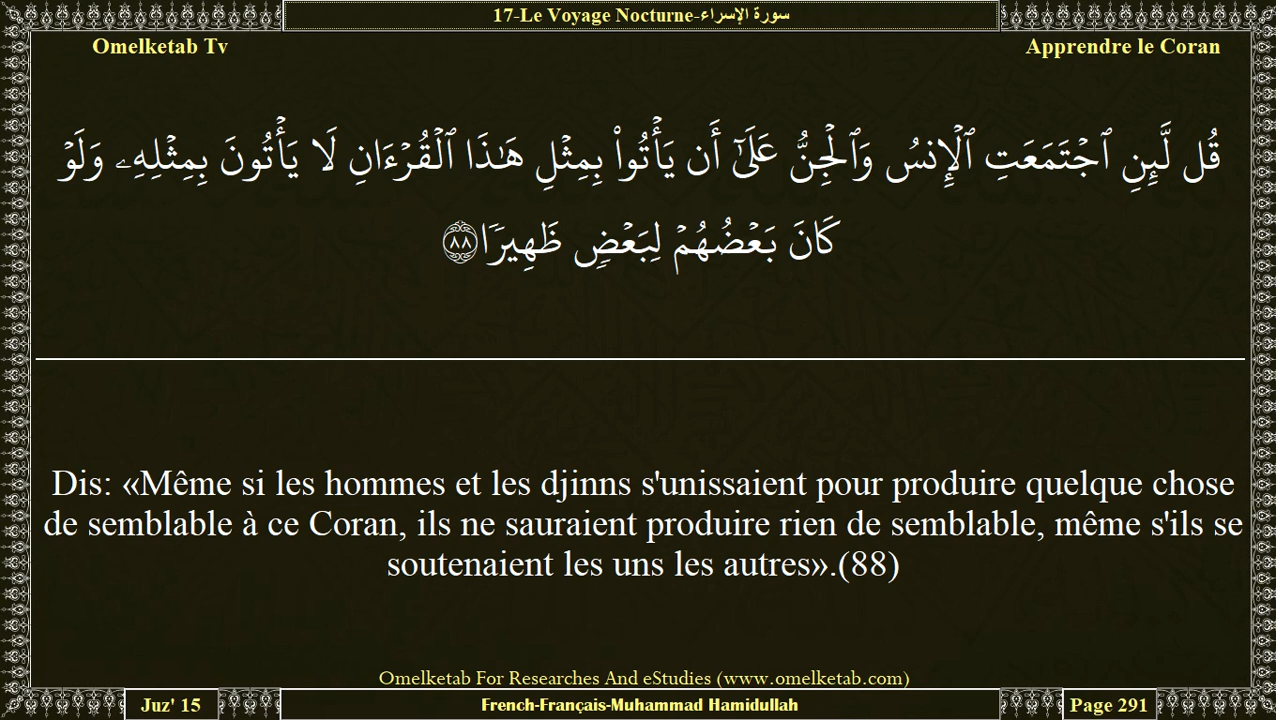 17-Le Voyage Nocturne-سورة الإسراء
Omelketab Tv
Apprendre le Coran
قُل لَّئِنِ ٱجۡتَمَعَتِ ٱلۡإِنسُ وَٱلۡجِنُّ عَلَىٰٓ أَن يَأۡتُواْ بِمِثۡلِ هَٰذَا ٱلۡقُرۡءَانِ لَا يَأۡتُونَ بِمِثۡلِهِۦ وَلَوۡ
كَانَ بَعۡضُهُمۡ لِبَعۡضٖ ظَهِيرٗا ٨٨
Dis: «Même si les hommes et les djinns s'unissaient pour produire quelque chose
de semblable à ce Coran, ils ne sauraient produire rien de semblable, même s'ils se
soutenaient les uns les autres».(88)
Omelketab For Researches And eStudies (www.omelketab.com)
Juz' 15
French-Français-Muhammad Hamidullah
Page 291